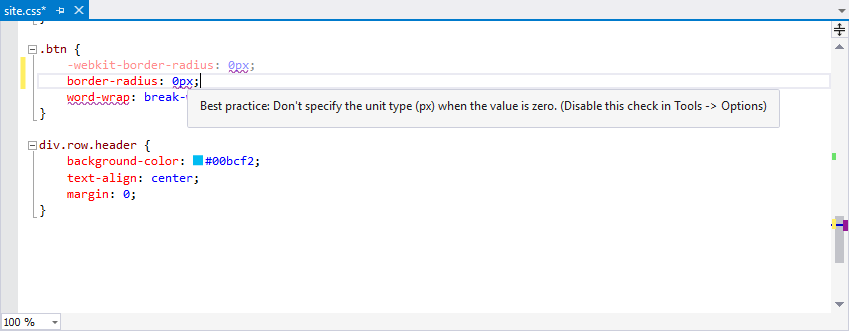 site.css*
}
.btn {
-webkit-border-radius: 0px;
border-radius: 0px;
word-wrap: break-
Best practice: Don't specify the unit type (px) when the value is zero. (Disable this check in Tools -> Options)
}
div.row.header {
background-color: #00bcf2;
text-align: center;
margin: 0;
}
100 %